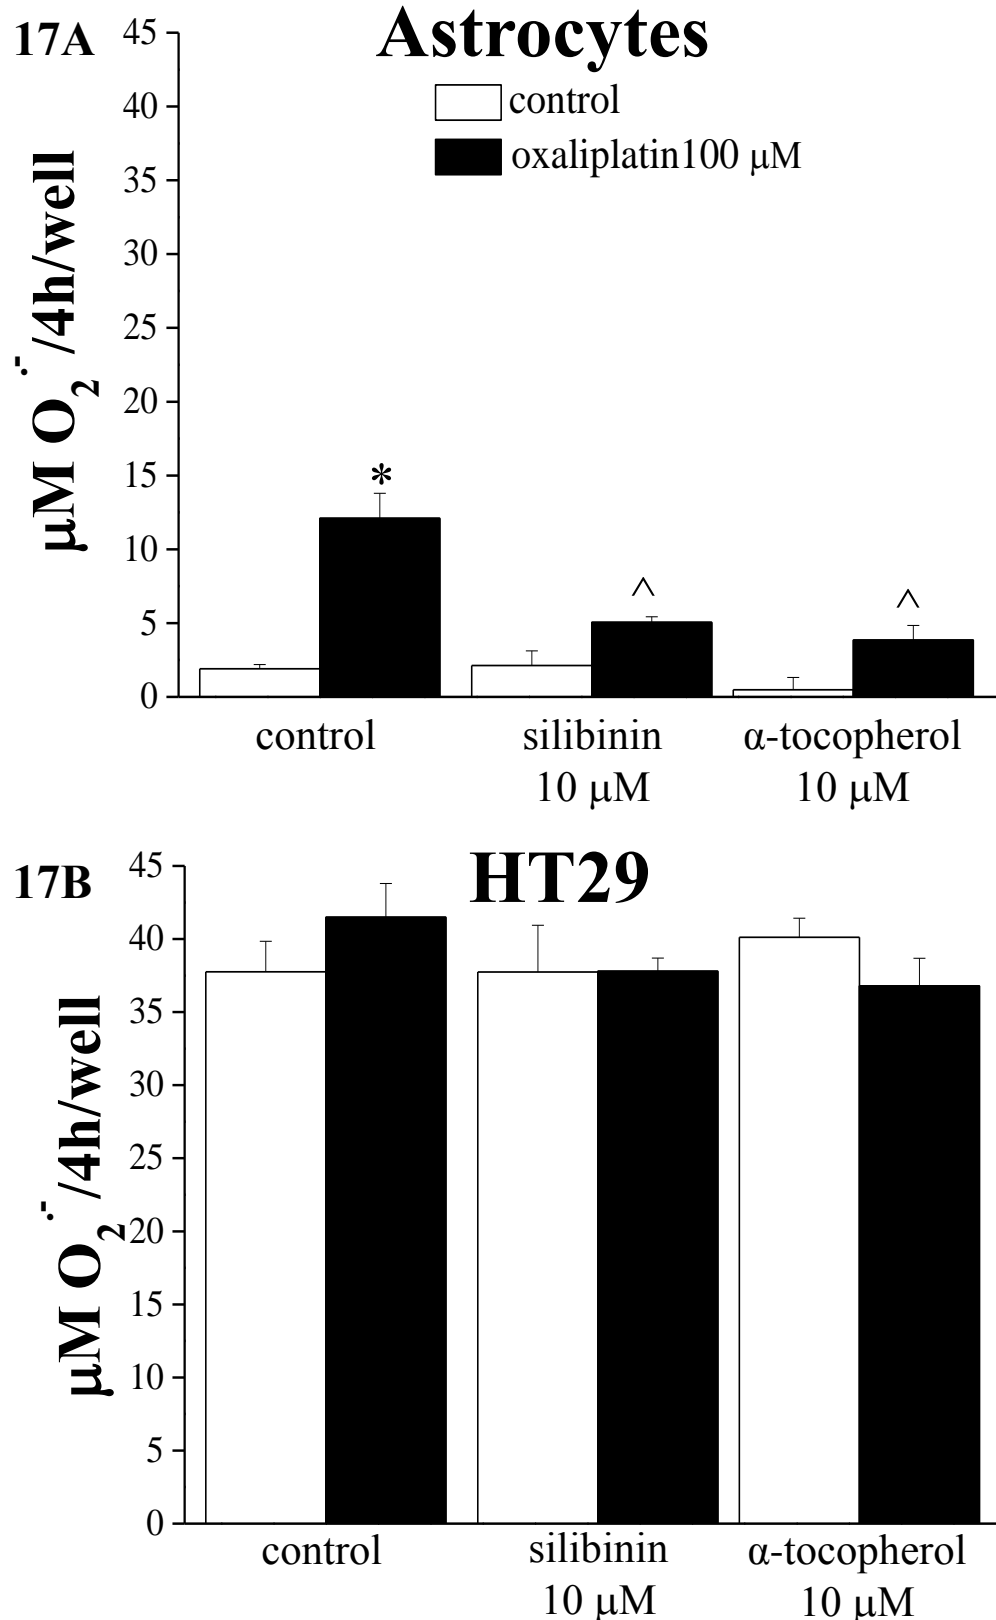 17A
Astrocytes
control
oxaliplatin100 μM
μM O₂·⁻/4h/well
45
40
35
30
25
20
15
10
5
0
*
^
^
control
silibinin
10 μM
α-tocopherol
10 μM
17B
HT29
μM O₂·⁻/4h/well
45
40
35
30
25
20
15
10
5
0
control
silibinin
10 μM
α-tocopherol
10 μM